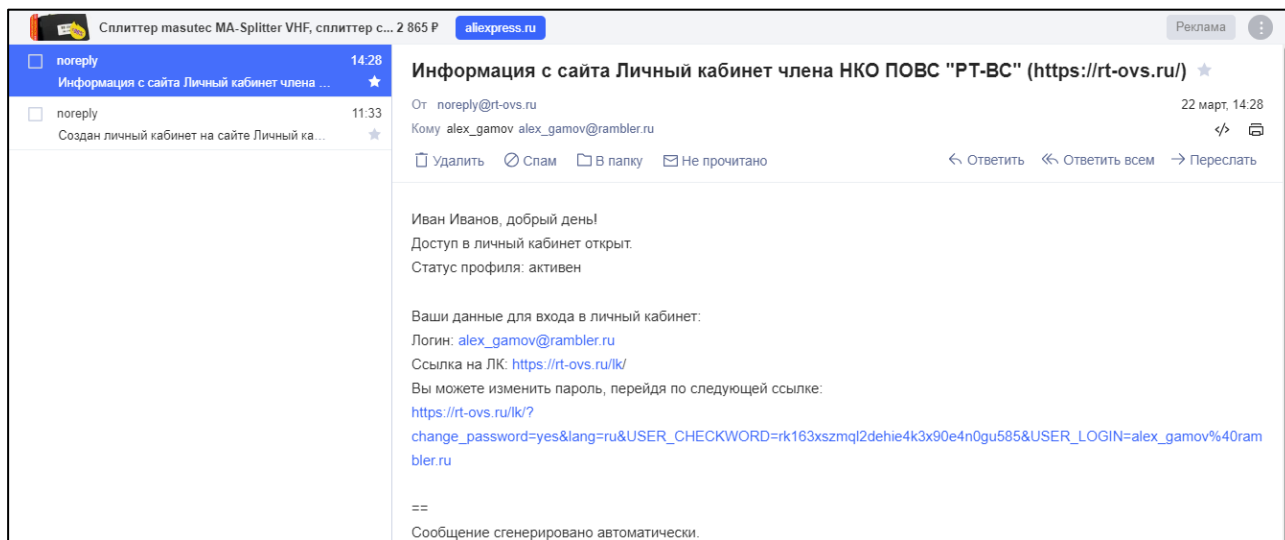 Сплиттер masutec MA-Splitter VHF, сплиттер с... 2 865 ₽ aliexpress.ru Реклама
noreply 14:28
Информация с сайта Личный кабинет члена ...
noreply 11:33
Создан личный кабинет на сайте Личный ка...
Информация с сайта Личный кабинет члена НКО ПОВС "РТ-ВС" (https://rt-ovs.ru/)
От noreply@rt-ovs.ru 22 март, 14:28
Кому alex_gamov alex_gamov@rambler.ru
Удалить Спам В папку Не прочитано Ответить Ответить всем Переслать
Иван Иванов, добрый день!
Доступ в личный кабинет открыт.
Статус профиля: активен
Ваши данные для входа в личный кабинет:
Логин: alex_gamov@rambler.ru
Ссылка на ЛК: https://rt-ovs.ru/lk/
Вы можете изменить пароль, перейдя по следующей ссылке:
https://rt-ovs.ru/lk/?
change_password=yes&lang=ru&USER_CHECKWORD=rk163xszmql2dehie4k3x90e4n0gu585&USER_LOGIN=alex_gamov%40ram
bler.ru
==
Сообщение сгенерировано автоматически.